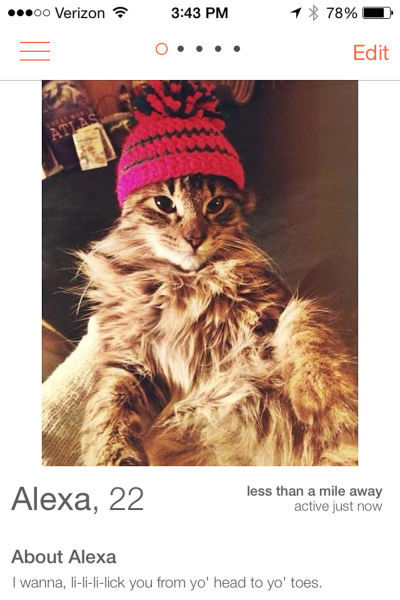 Verizon 3:43 PM 78%
Edit
ATLAS
Alexa, 22
less than a mile away
active just now
About Alexa
I wanna, li-li-li-lick you from yo' head to yo' toes.